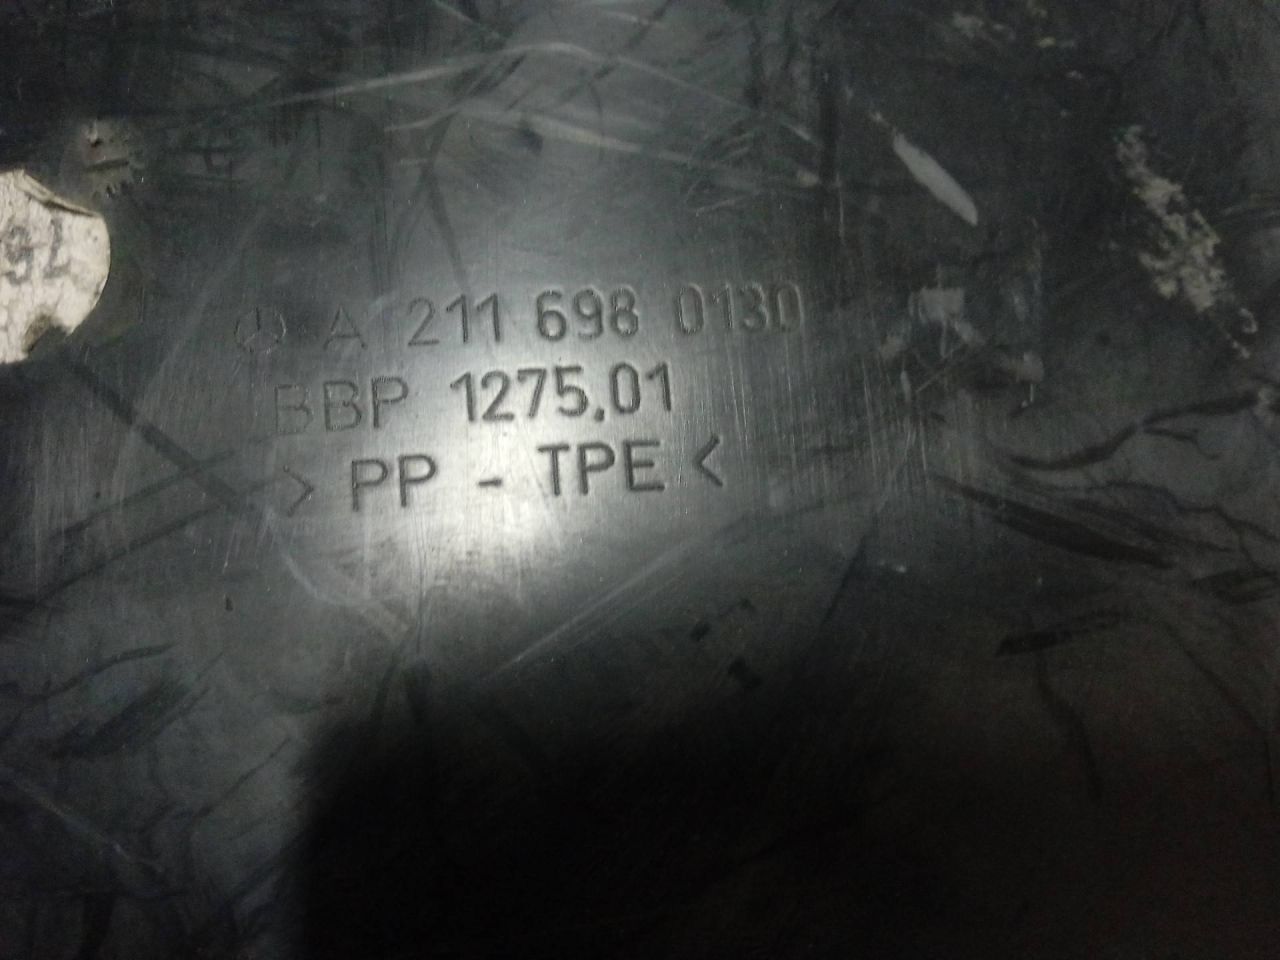 A 211 698 0130
BBP 1275.01
> PP - TPE <